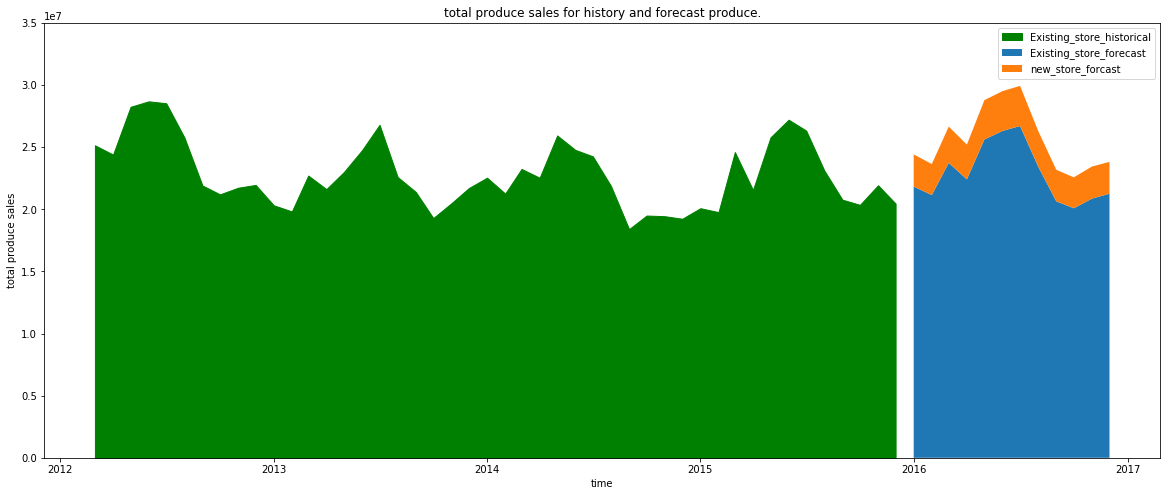 total produce sales for history and forecast produce.
1e7
3.5
3.0
2.5
2.0
1.5
1.0
0.5
0.0
total produce sales
Existing_store_historical
Existing_store_forecast
new_store_forcast
2012 2013 2014 2015 2016 2017
time